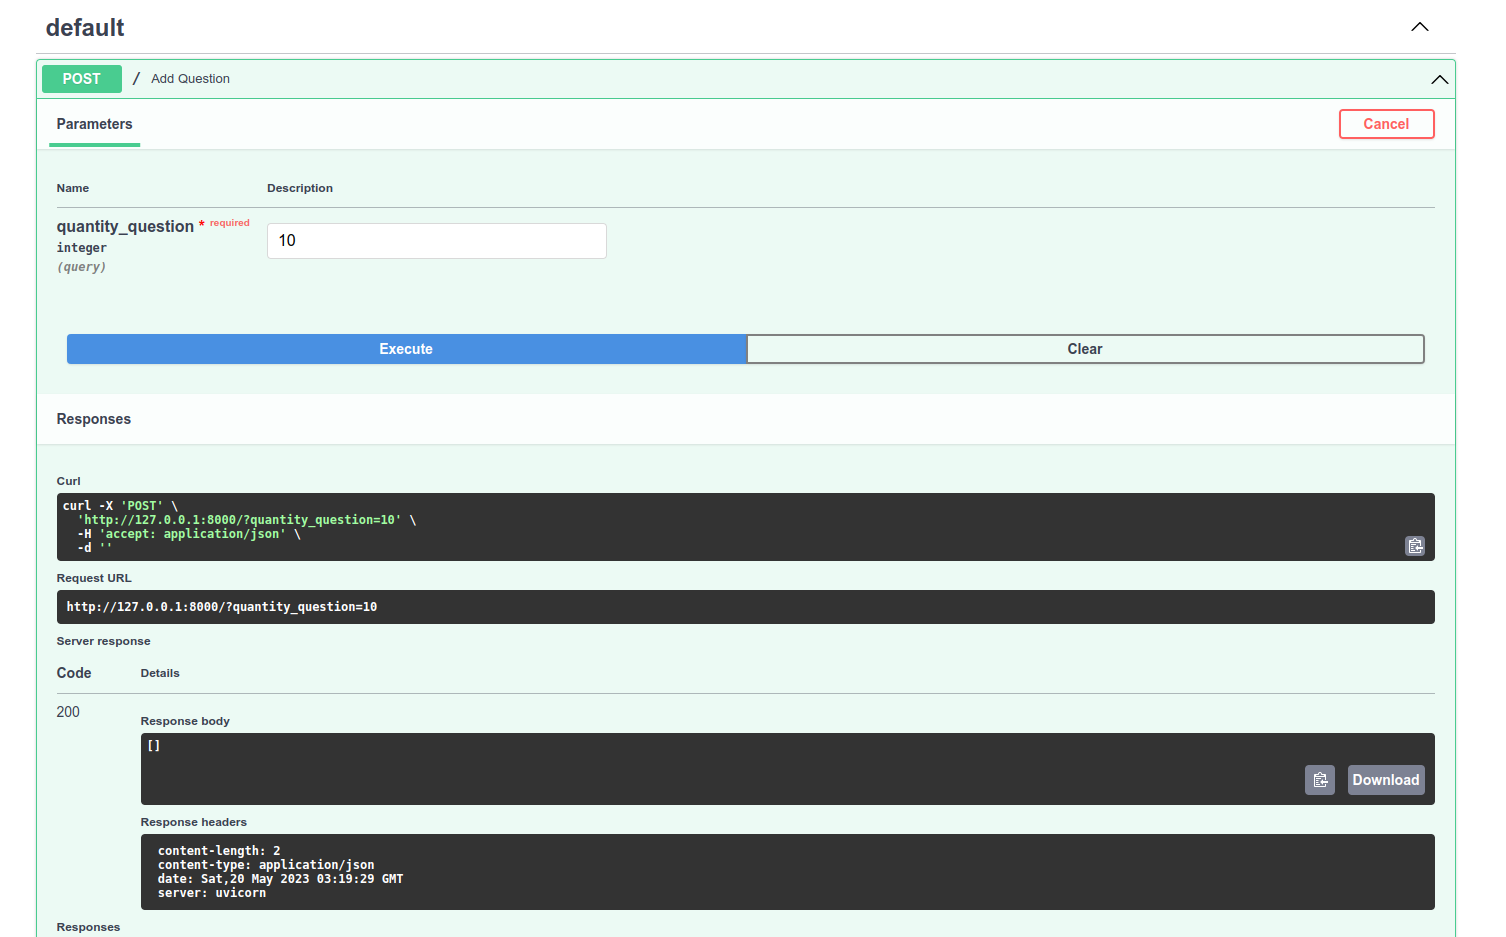 default
POST / Add Question
Parameters
Cancel
Name Description
quantity_question * required
integer
(query)
10
Execute Clear
Responses
Curl
curl -X 'POST' \
'http://127.0.0.1:8000/?quantity_question=10' \
-H 'accept: application/json' \
-d ''
Request URL
http://127.0.0.1:8000/?quantity_question=10
Server response
Code Details
200
Response body
[]
Download
Response headers
content-length: 2
content-type: application/json
date: Sat,20 May 2023 03:19:29 GMT
server: uvicorn
Responses